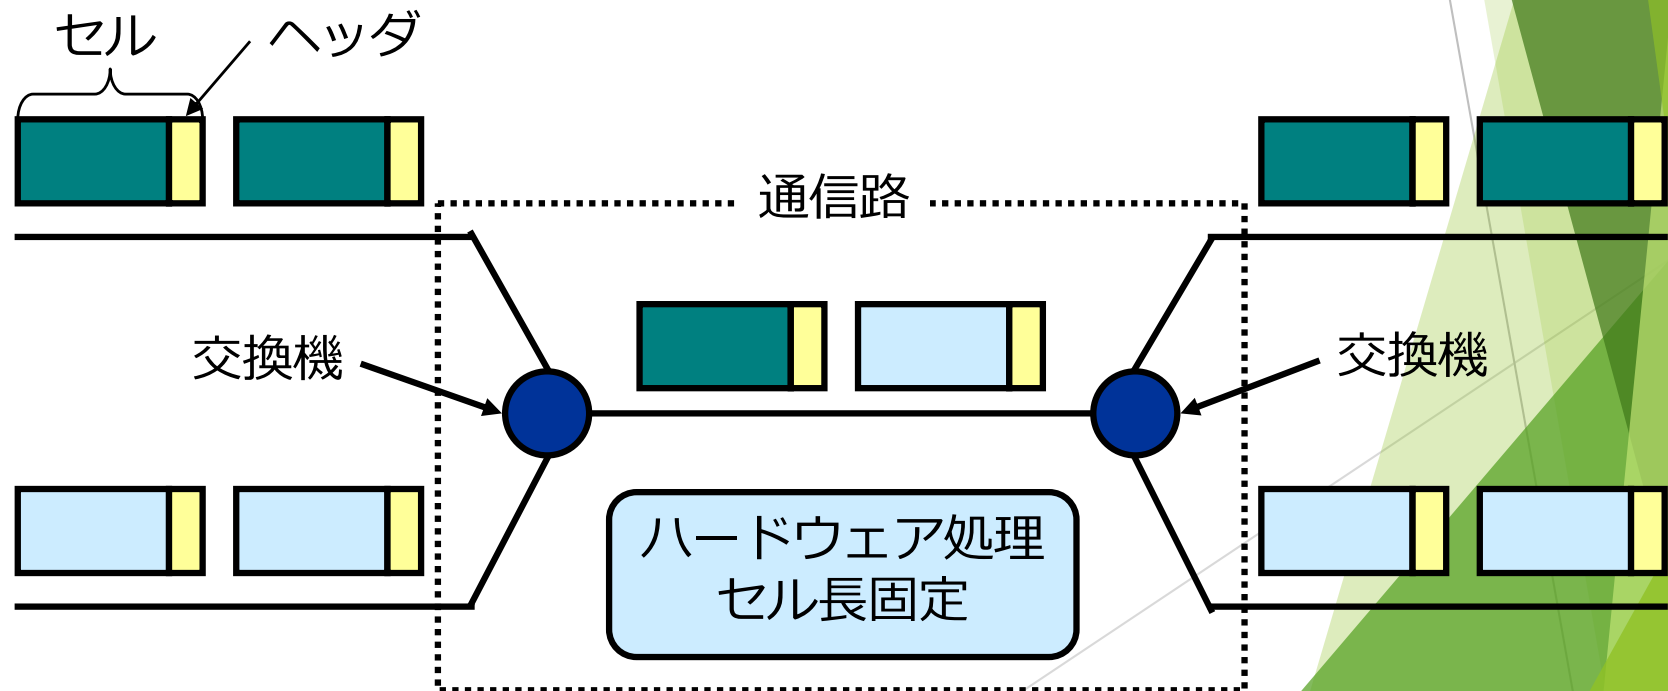 セル
ヘッダ
通信路
交換機
交換機
ハードウェア処理
セル長固定